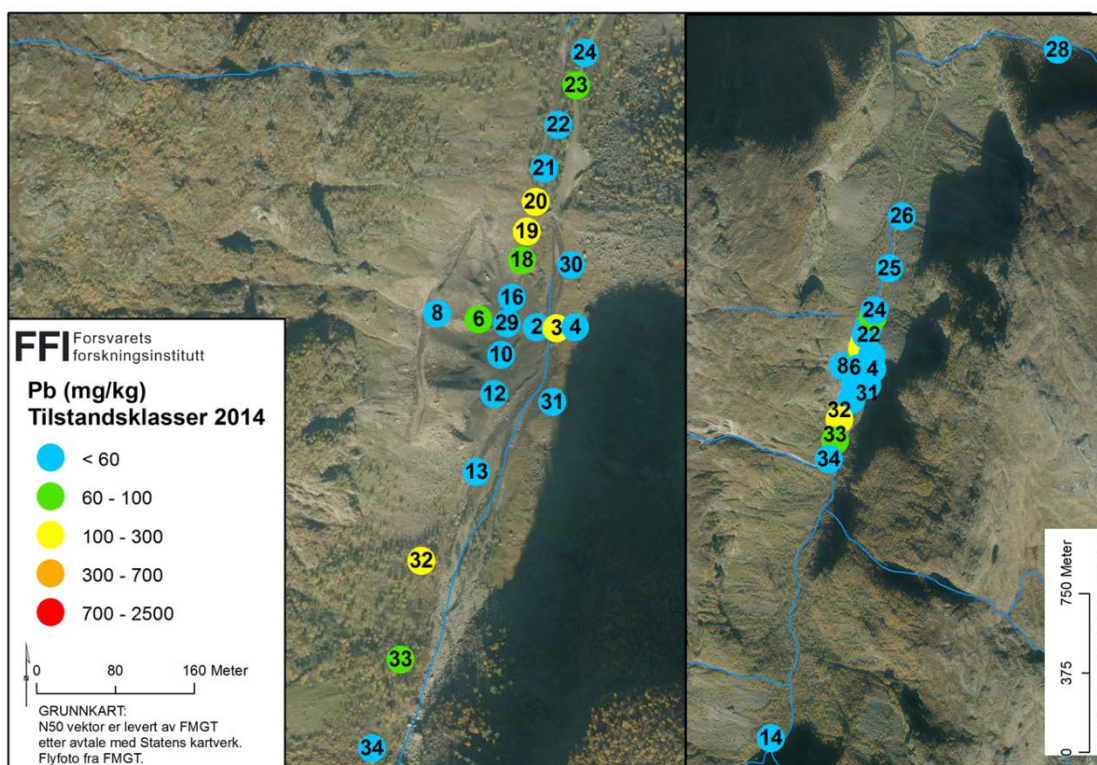 24
23
22
21
20
19
18
30
16
8
6
29
2
3
4
10
12
31
13
32
33
34
FFI Forsvarets
forskningsinstitutt
Pb (mg/kg)
Tilstandsklasser 2014
< 60
60 - 100
100 - 300
300 - 700
700 - 2500
N
0 80 160 Meter
GRUNNKART:
N50 vektor er levert av FMGT
etter avtale med Statens kartverk.
Flyfoto fra FMGT.
28
26
25
24
22
8
6
4
31
32
33
34
14
0 375 750 Meter